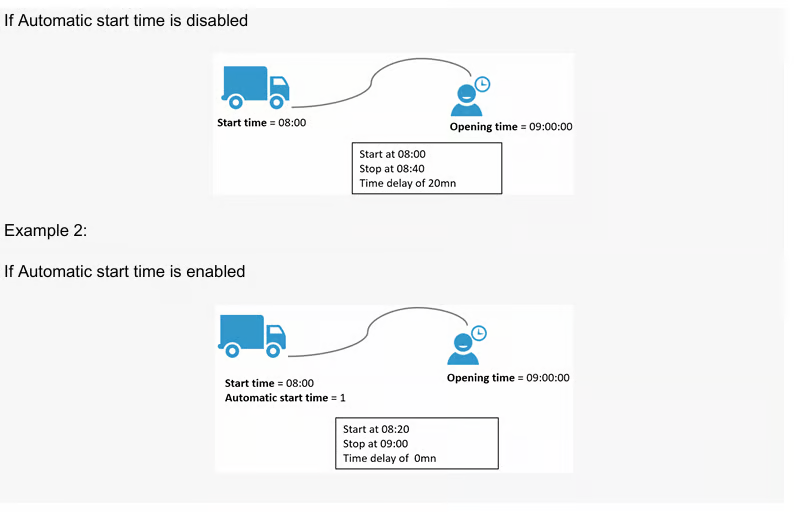 If Automatic start time is disabled
Start time = 08:00
Opening time = 09:00:00
Start at 08:00
Stop at 08:40
Time delay of 20mn
Example 2:
If Automatic start time is enabled
Opening time = 09:00:00
Start time = 08:00
Automatic start time = 1
Start at 08:20
Stop at 09:00
Time delay of 0mn